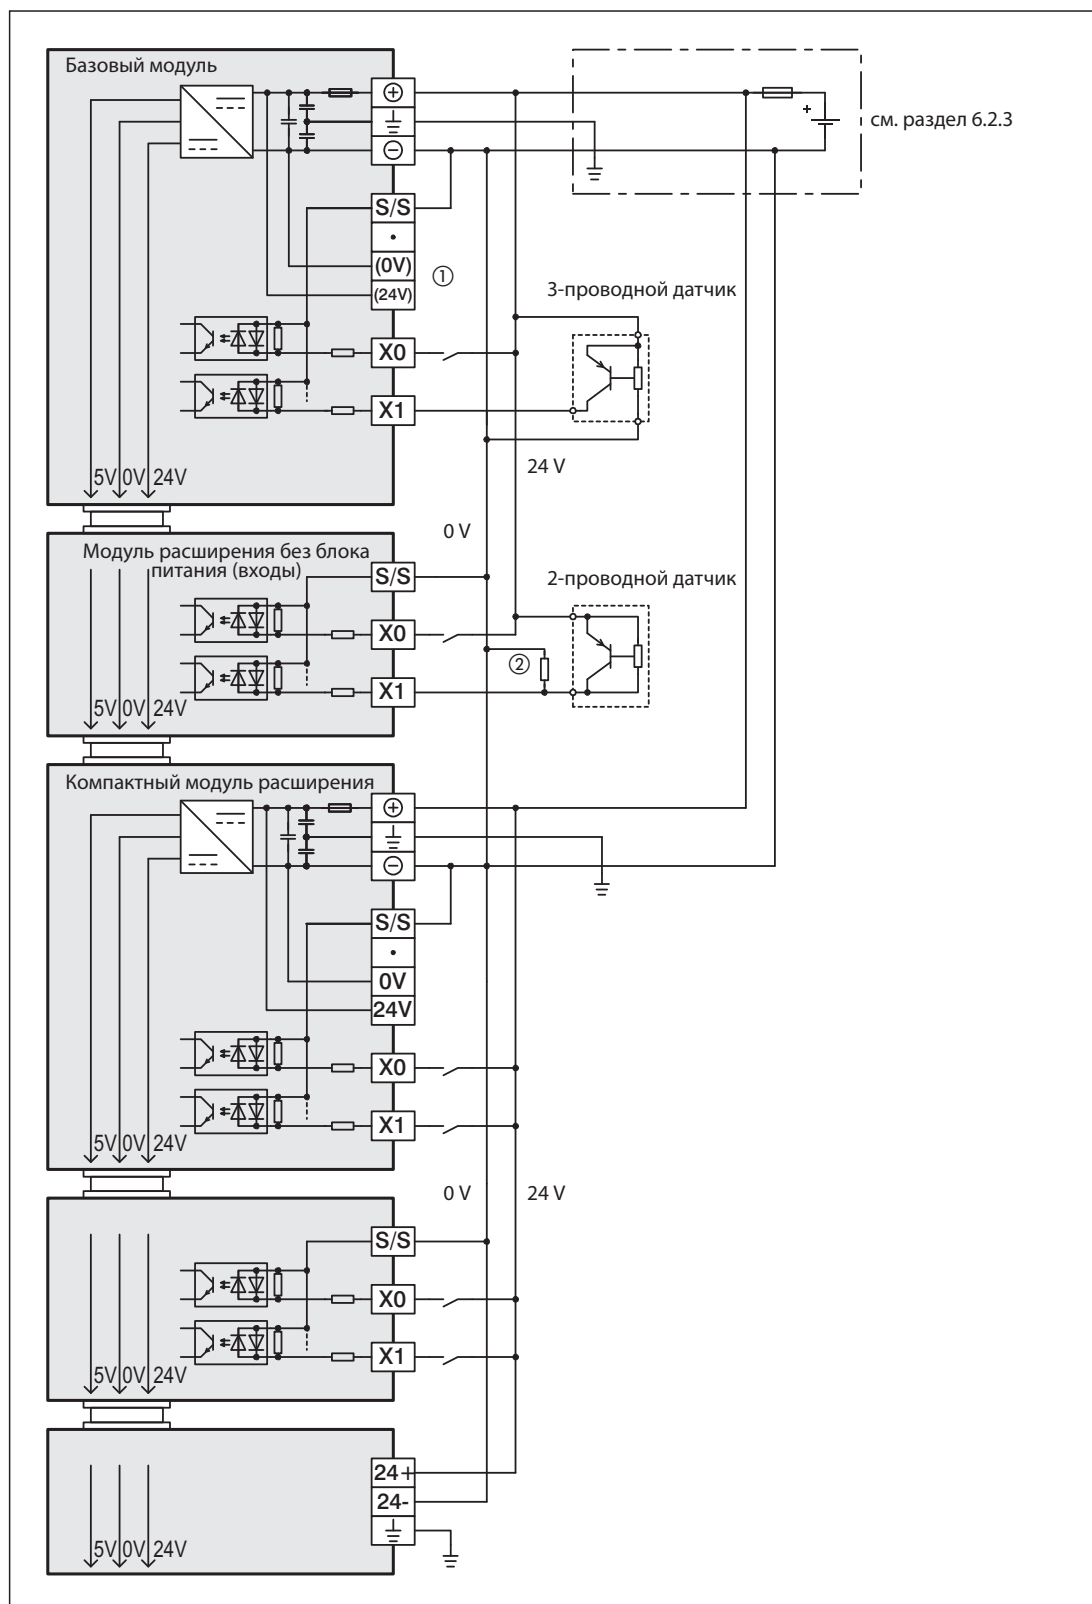 Базовый модуль
+
см. раздел 6.2.3
S/S
(0V)
①
(24V)
3-проводной датчик
X0
X1
24 V
5V 0V 24V
0 V
Модуль расширения без блока
питания (входы)
S/S
2-проводной датчик
X0
②
X1
5V 0V 24V
Компактный модуль расширения
S/S
0V
24V
X0
X1
5V 0V 24V
0 V
24 V
S/S
X0
X1
5V 0V 24V
24+
24-
5V 0V 24V